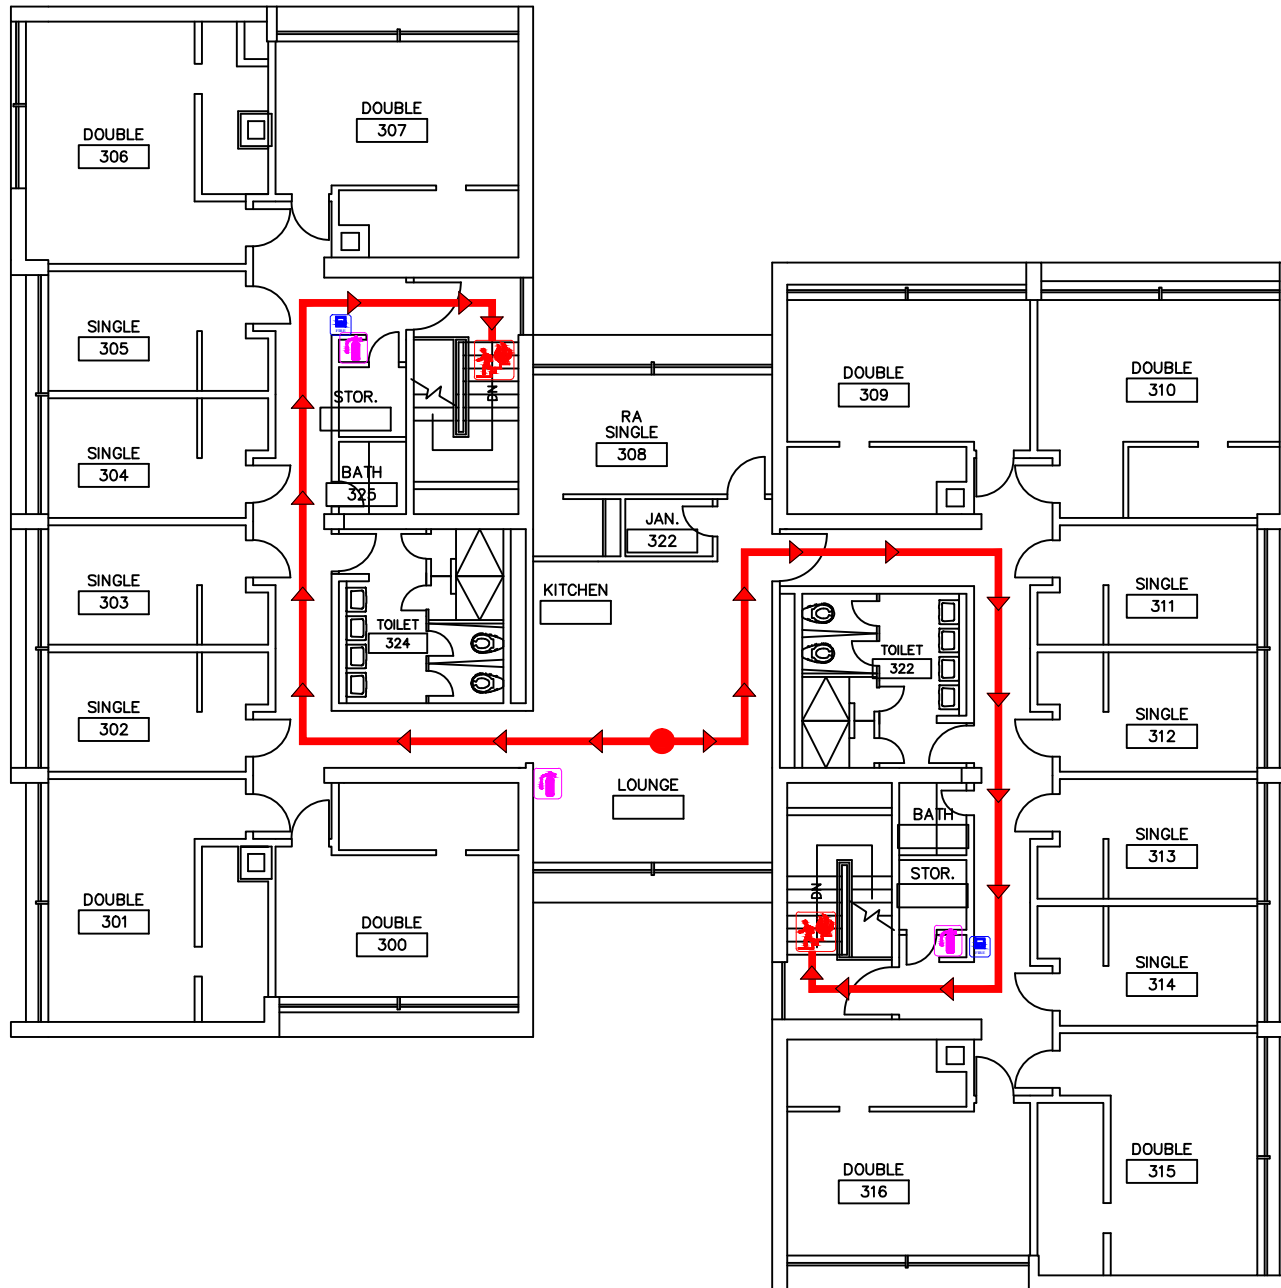 DOUBLE
306
DOUBLE
307
SINGLE
305
STOR.
DN
SINGLE
304
BATH
325
RA
SINGLE
308
JAN.
322
DOUBLE
309
DOUBLE
310
SINGLE
303
TOILET
324
KITCHEN
SINGLE
311
TOILET
322
SINGLE
302
SINGLE
312
LOUNGE
DOUBLE
301
DOUBLE
300
BATH
STOR.
DN
SINGLE
313
SINGLE
314
DOUBLE
316
DOUBLE
315